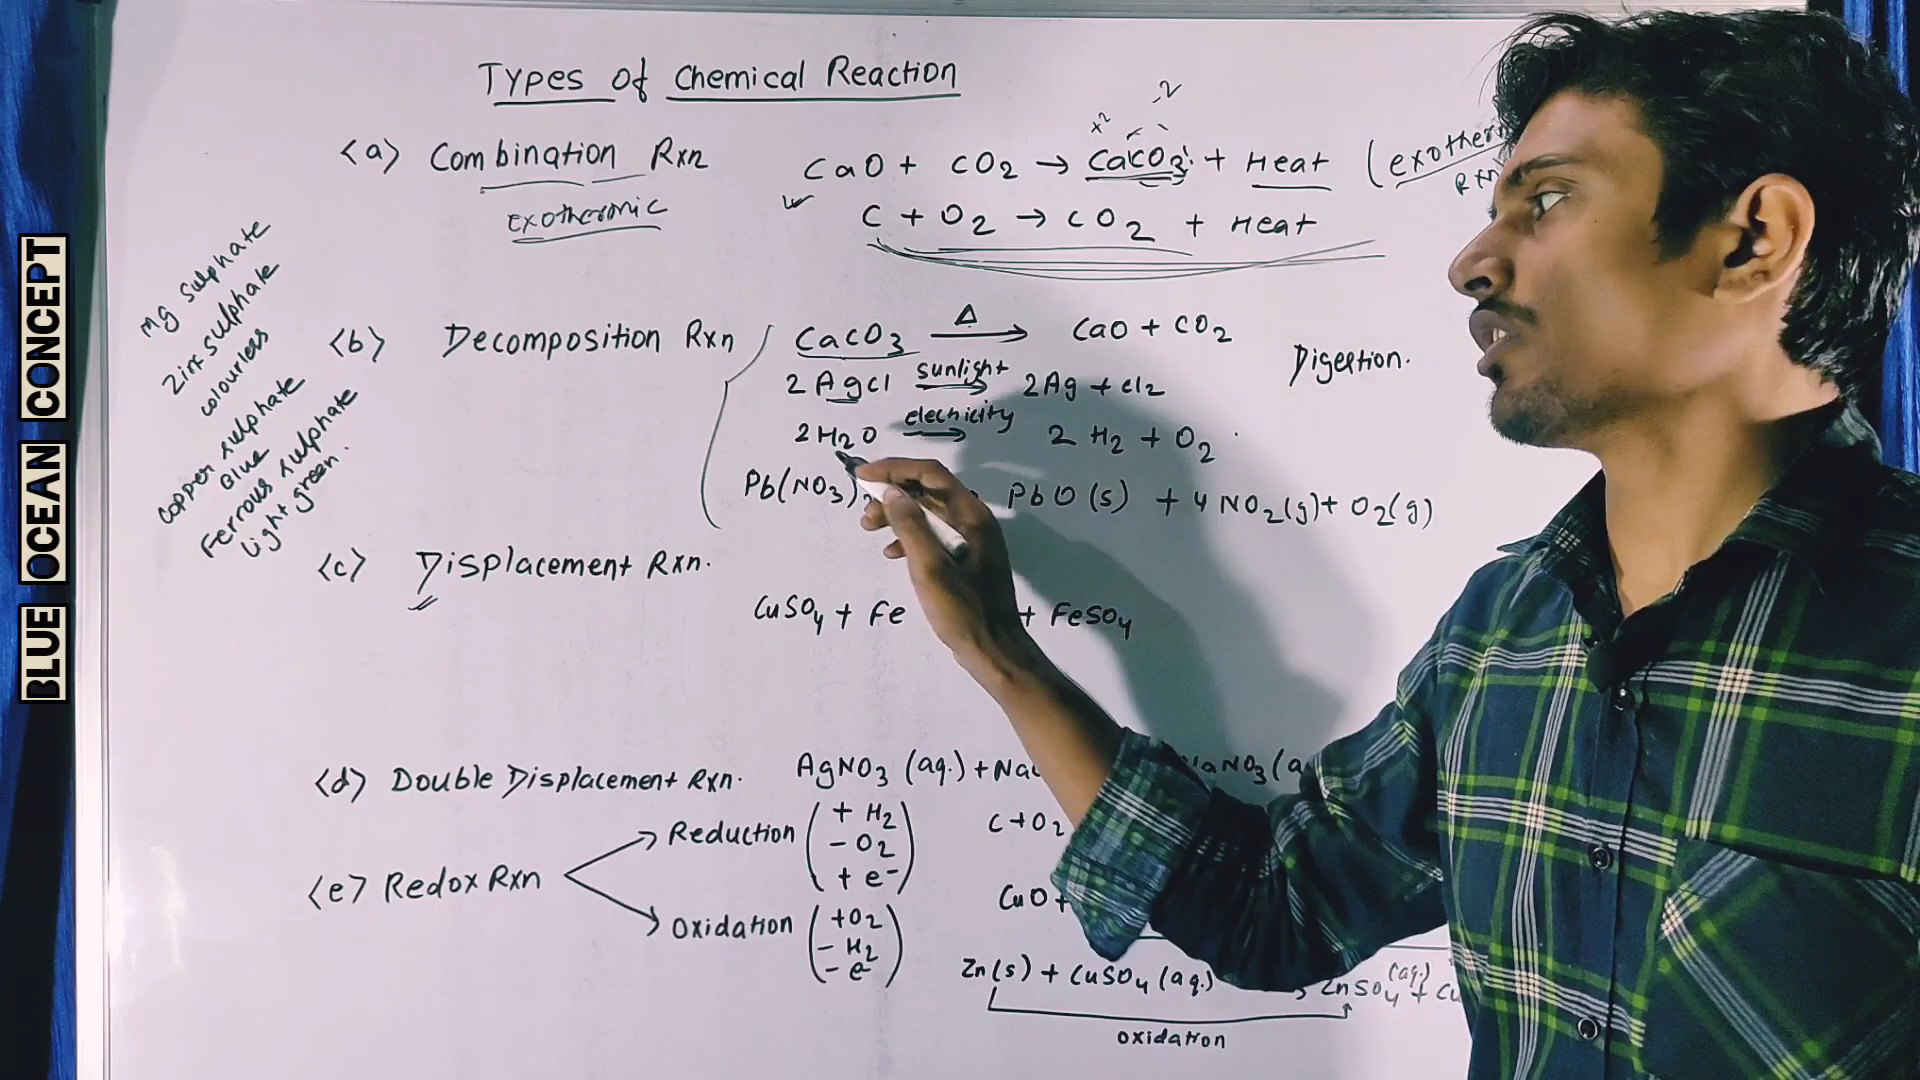 Types of Chemical Reaction
(a) Combination Rxn
exothermic
CaO + CO2 → CaCO3 + Heat (exother
Rxn
+2 -2
C + O2 → CO2 + Heat
Mg sulphate
Zinc sulphate
colourless
copper sulphate
Blue
Ferrous sulphate
light green.
(b) Decomposition Rxn
CaCO3 Δ→ CaO + CO2
Digestion.
2AgCl sunlight→ 2Ag + Cl2
2H2O electricity→ 2H2 + O2
Pb(NO3)2 PbO(s) + 4NO2(g) + O2(g)
(c) Displacement Rxn.
CuSO4 + Fe + FeSO4
(d) Double Displacement Rxn.
AgNO3 (aq.) + Na NaNO3(a
(e) Redox Rxn
Reduction ( + H2
- O2
+ e- )
Oxidation ( + O2
- H2
- e- )
C + O2
CuO +
Zn(s) + CuSO4 (aq.) → ZnSO4 (aq.) + Cu
oxidation
BLUE OCEAN CONCEPT